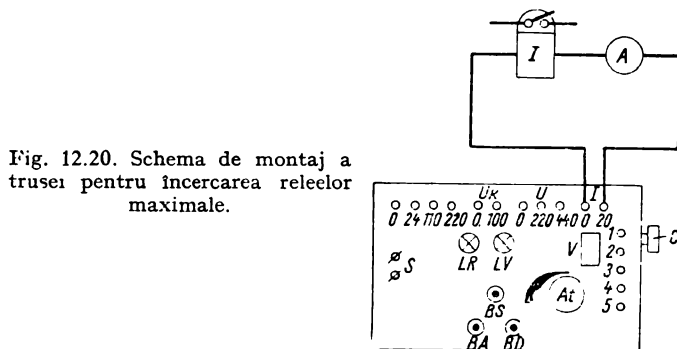 I
A
Fig. 12.20. Schema de montaj a
trusei pentru încercarea releelor
maximale.
UK U I
0 24 110 220 0 100 0 220 440 0 20
S
LR LV
V
1
2
3
4
5
At
BS
BA BD